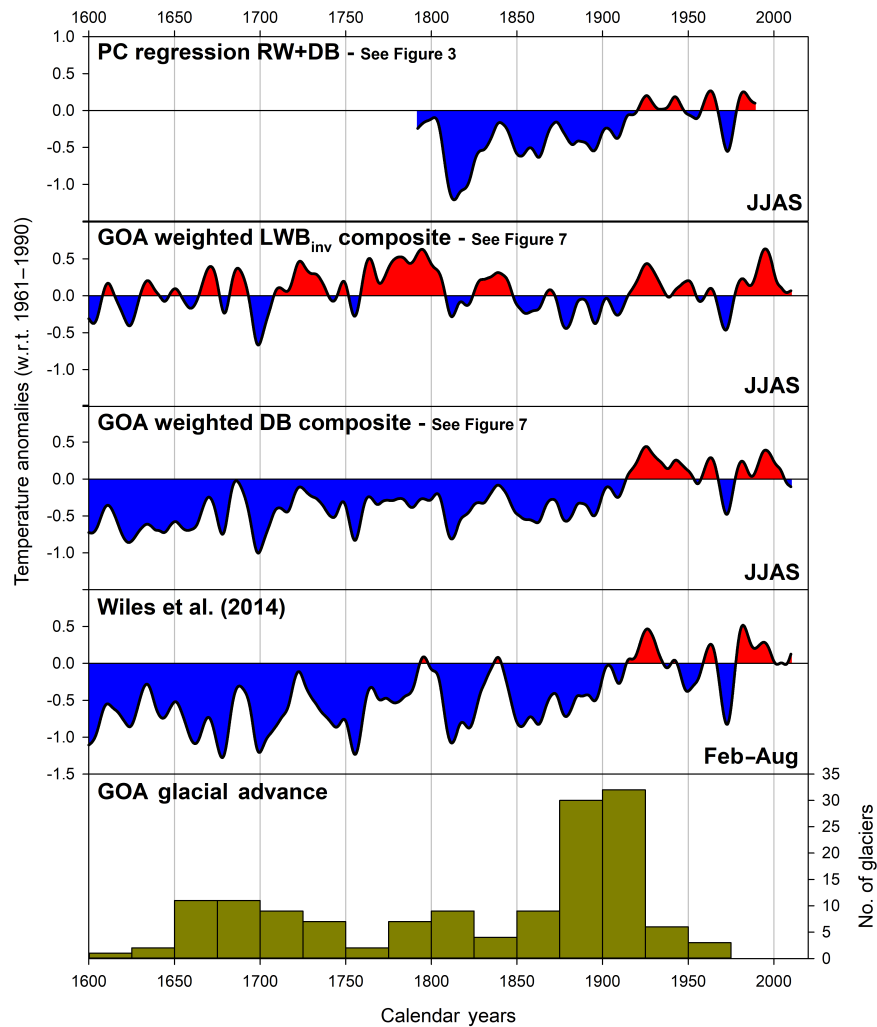 1600 1650 1700 1750 1800 1850 1900 1950 2000
1.0
PC regression RW+DB - See Figure 3
0.5
0.0
-0.5
-1.0
JJAS
GOA weighted LWBinv composite - See Figure 7
0.5
0.0
-0.5
-1.0
JJAS
GOA weighted DB composite - See Figure 7
0.5
0.0
-0.5
-1.0
JJAS
Wiles et al. (2014)
0.5
0.0
-0.5
-1.0
Feb–Aug
-1.5
Temperature anomalies (w.r.t. 1961–1990)
GOA glacial advance
35
30
25
20
15
10
5
0
No. of glaciers
1600 1650 1700 1750 1800 1850 1900 1950 2000
Calendar years